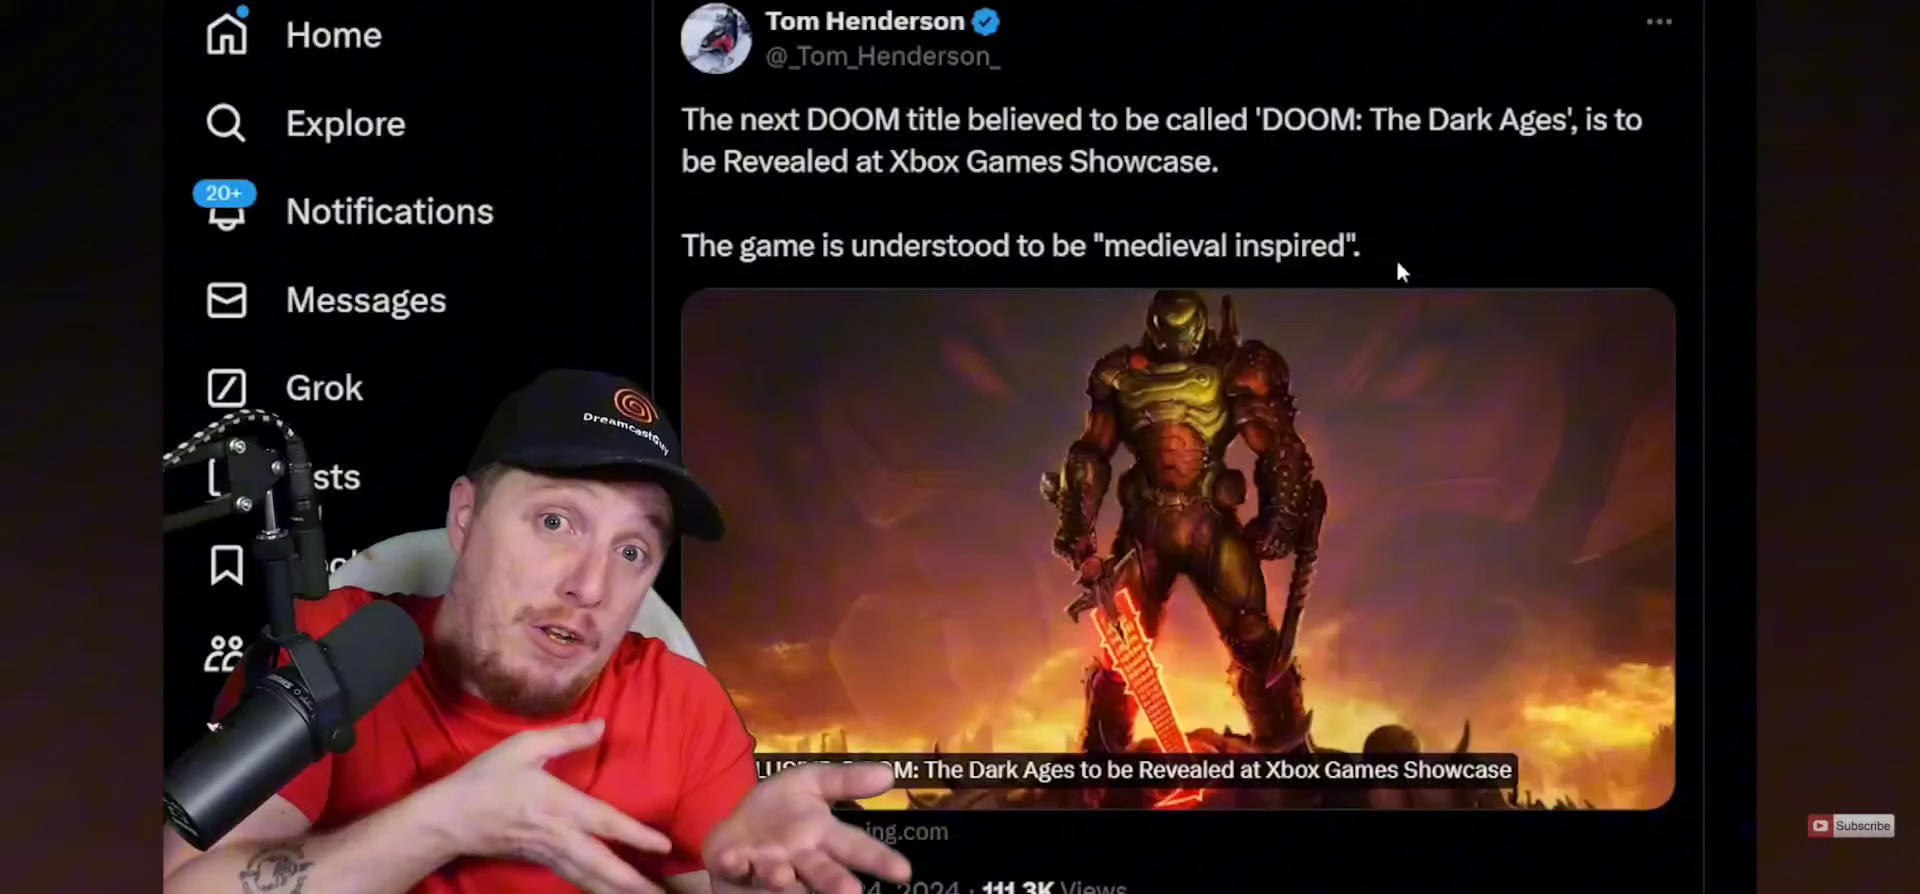 Home
Explore
20+
Notifications
Messages
Grok
sts
Tom Henderson
@_Tom_Henderson_
The next DOOM title believed to be called 'DOOM: The Dark Ages', is to
be Revealed at Xbox Games Showcase.
The game is understood to be "medieval inspired".
DreamcastGuy
M: The Dark Ages to be Revealed at Xbox Games Showcase
ing.com
24, 2024 · 111.3K Views
Subscribe